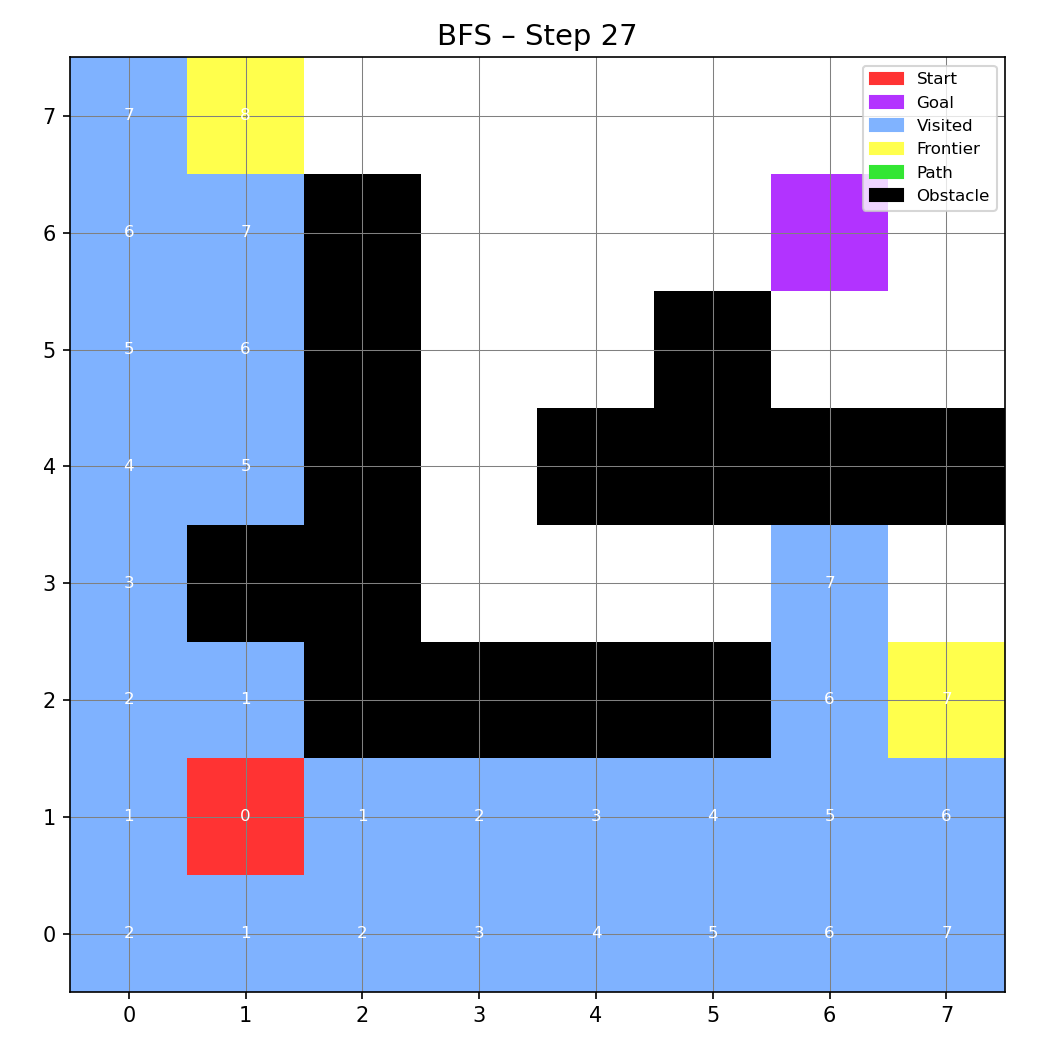 BFS – Step 27
Start
Goal
Visited
Frontier
Path
Obstacle
7
7 8
6
6 7
5
5 6
4
4 5
3
3 7
2
2 1 6 7
1
1 0 1 2 3 4 5 6
0
2 1 2 3 4 5 6 7
0 1 2 3 4 5 6 7